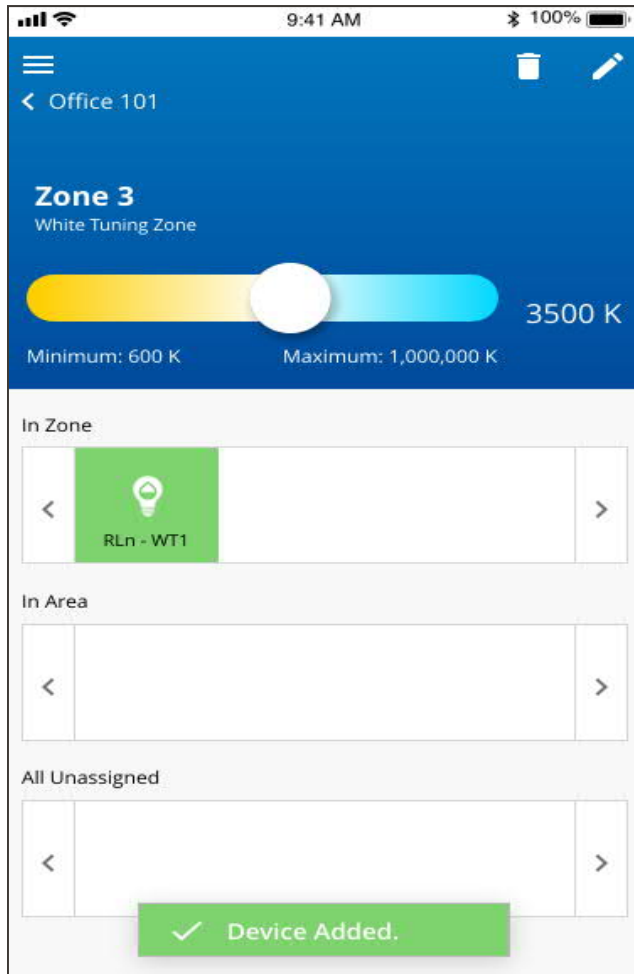 9:41 AM 100%
Office 101
Zone 3
White Tuning Zone
3500 K
Minimum: 600 K Maximum: 1,000,000 K
In Zone
RLn - WT1
In Area
All Unassigned
Device Added.